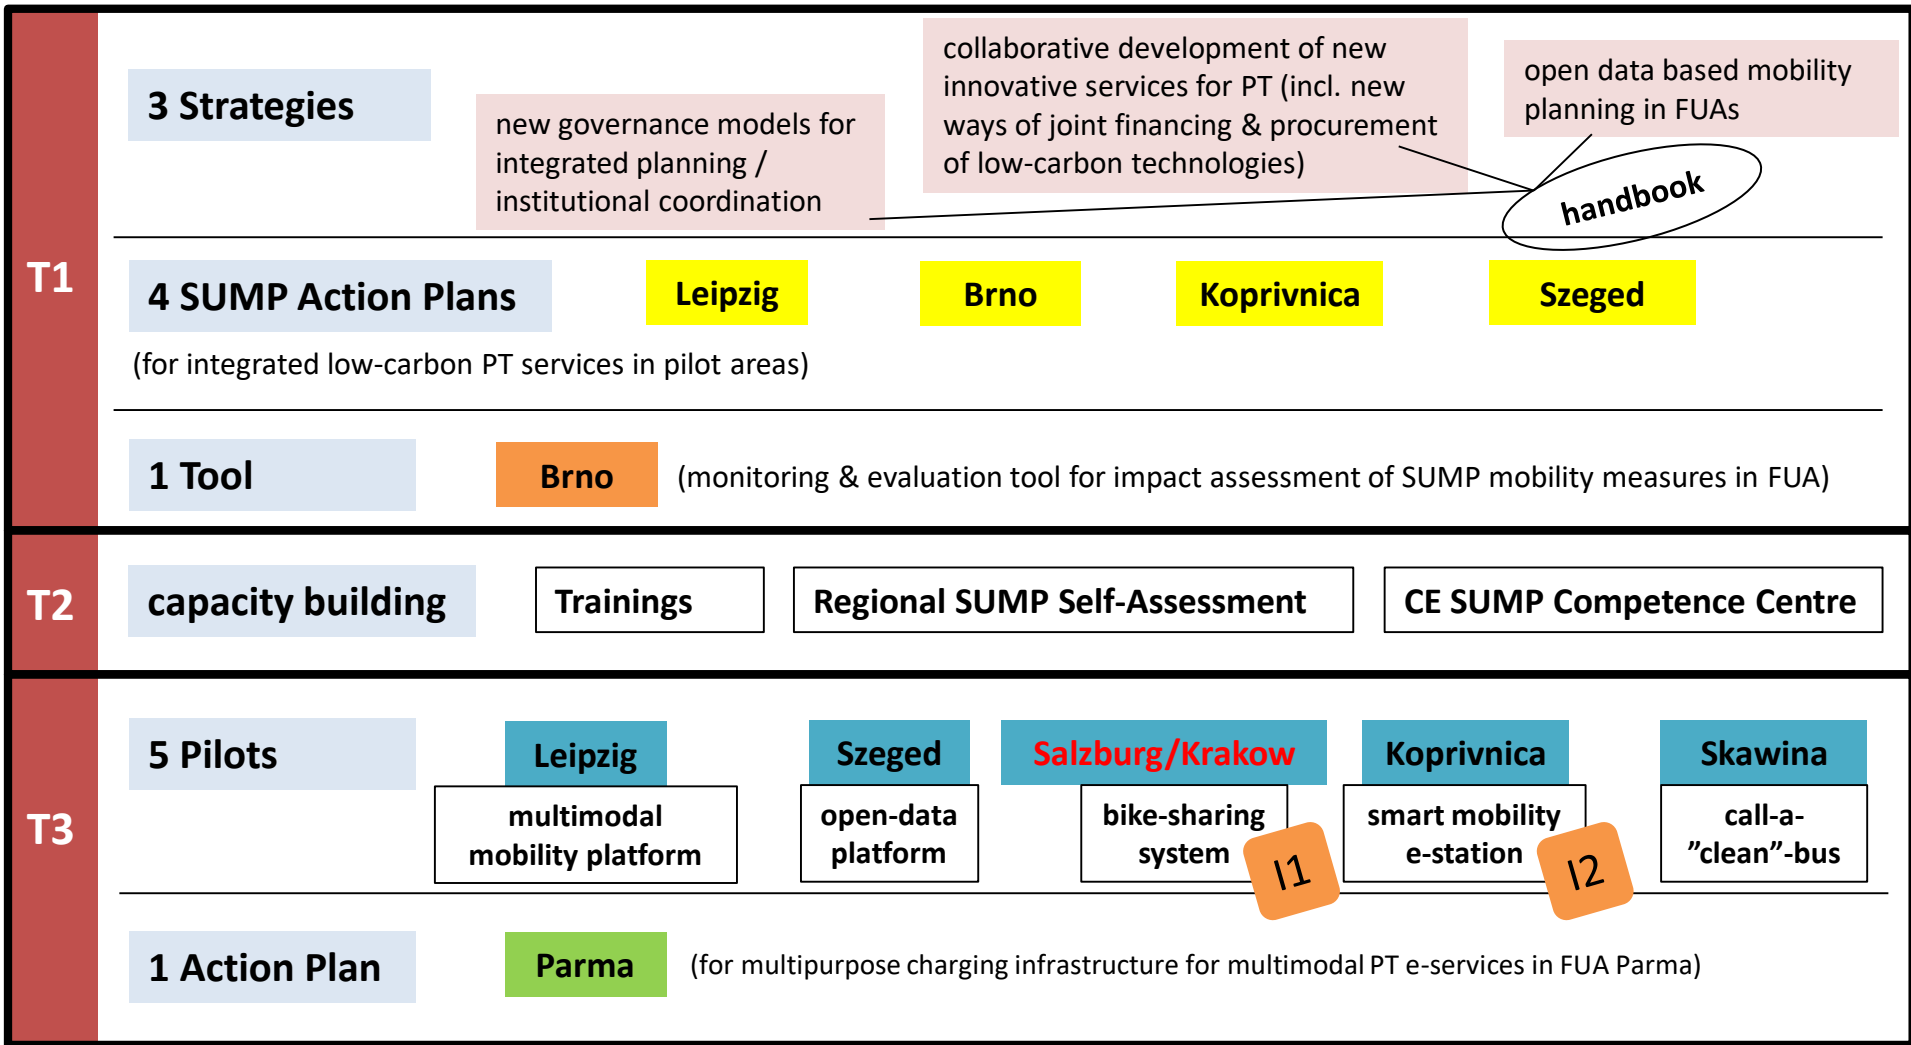 T1
3 Strategies
new governance models for
integrated planning /
institutional coordination
collaborative development of new
innovative services for PT (incl. new
ways of joint financing & procurement
of low-carbon technologies)
open data based mobility
planning in FUAs
handbook
4 SUMP Action Plans
Leipzig
Brno
Koprivnica
Szeged
(for integrated low-carbon PT services in pilot areas)
1 Tool
Brno
(monitoring & evaluation tool for impact assessment of SUMP mobility measures in FUA)
T2
capacity building
Trainings
Regional SUMP Self-Assessment
CE SUMP Competence Centre
T3
5 Pilots
Leipzig
multimodal
mobility platform
Szeged
open-data
platform
Salzburg/Krakow
bike-sharing
system
I1
Koprivnica
smart mobility
e-station
I2
Skawina
call-a-
”clean”-bus
1 Action Plan
Parma
(for multipurpose charging infrastructure for multimodal PT e-services in FUA Parma)